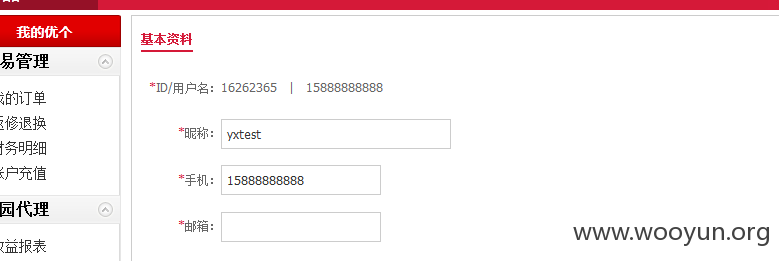 我的优个
易管理
我的订单
返修退换
财务明细
账户充值
园代理
收益报表
基本资料
*ID/用户名：16262365 | 15888888888
*昵称： yxtest
*手机： 15888888888
*邮箱：
www.wooyun.org